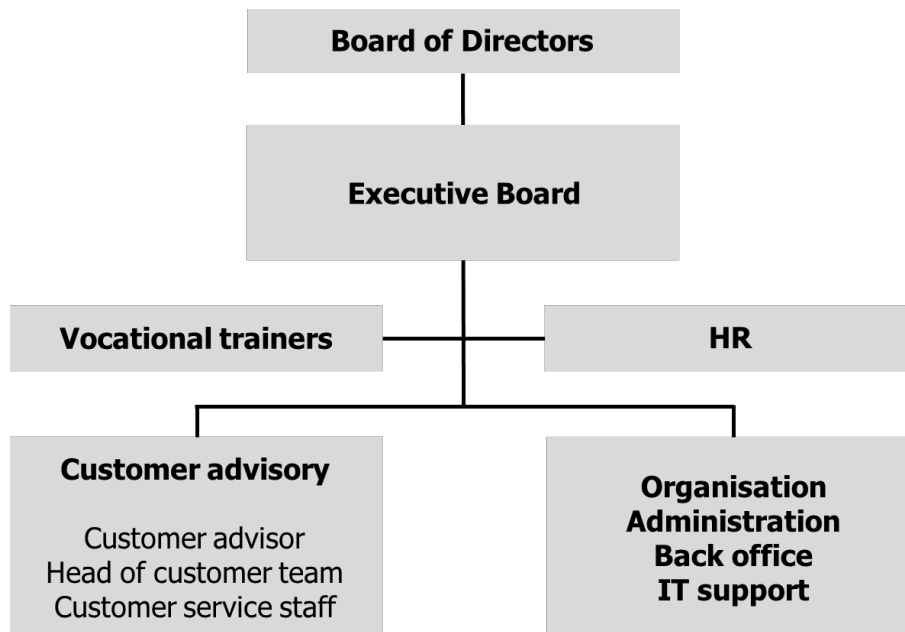 Board of Directors
Executive Board
Vocational trainers
HR
Customer advisory
Customer advisor
Head of customer team
Customer service staff
Organisation
Administration
Back office
IT support